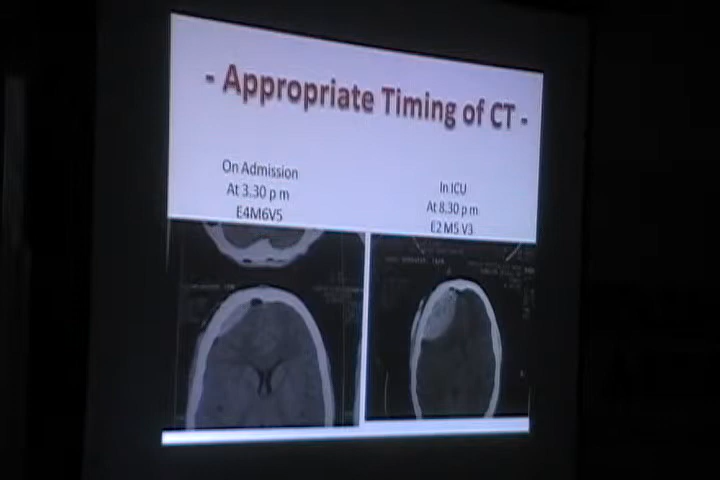 - Appropriate Timing of CT -
On Admission
At 3.30 p m
E4M6V5
In ICU
At 8.30 p m
E2 M5 V3